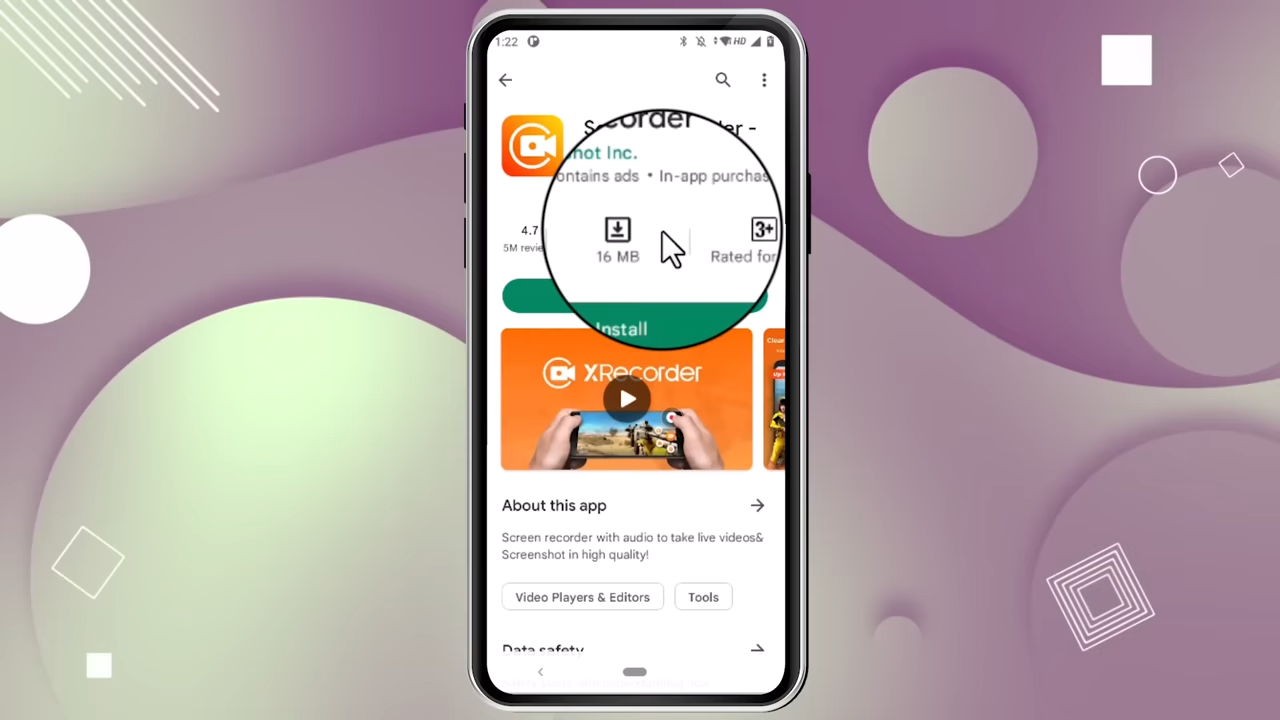 1:22
HD
Recorder -
hot Inc.
ontains ads • In-app purchas
4.7
5M revie
16 MB
3+
Rated for
Install
XRecorder
About this app
Screen recorder with audio to take live videos&
Screenshot in high quality!
Video Players & Editors
Tools
Data safety